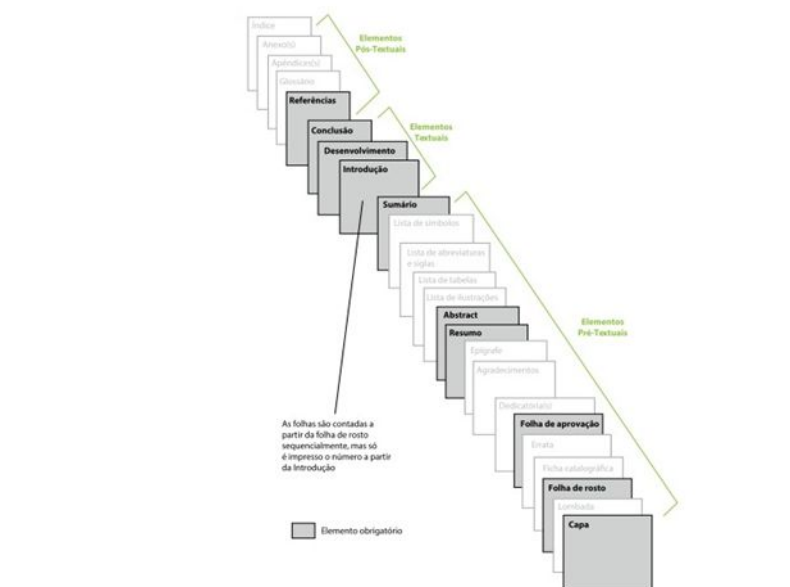 Índice
Anexo(s)
Apêndices(s)
Glossário
Referências
Elementos
Pós-Textuais
Conclusão
Desenvolvimento
Introdução
Elementos
Textuais
Sumário
Lista de símbolos
Lista de abreviaturas
e siglas
Lista de tabelas
Lista de ilustrações
Abstract
Resumo
Epígrafe
Agradecimentos
Dedicatória(s)
Folha de aprovação
Errata
Ficha catalográfica
Folha de rosto
Lombada
Capa
Elementos
Pré-Textuais
As folhas são contadas a
partir da folha de rosto
sequencialmente, mas só
é impresso o número a partir
da Introdução
Elemento obrigatório